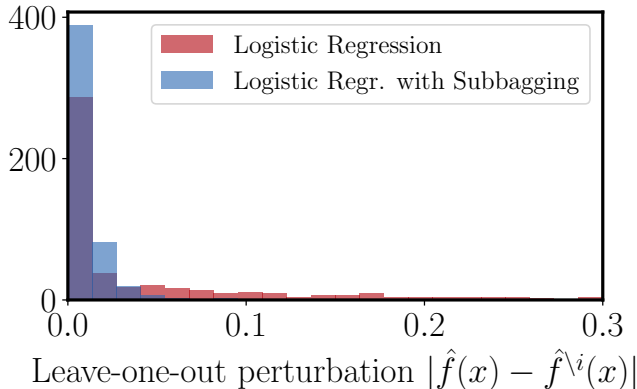 400
Logistic Regression
Logistic Regr. with Subbagging
200
0
0.0 0.1 0.2 0.3
Leave-one-out perturbation |f̂(x) − f̂^{\i}(x)|